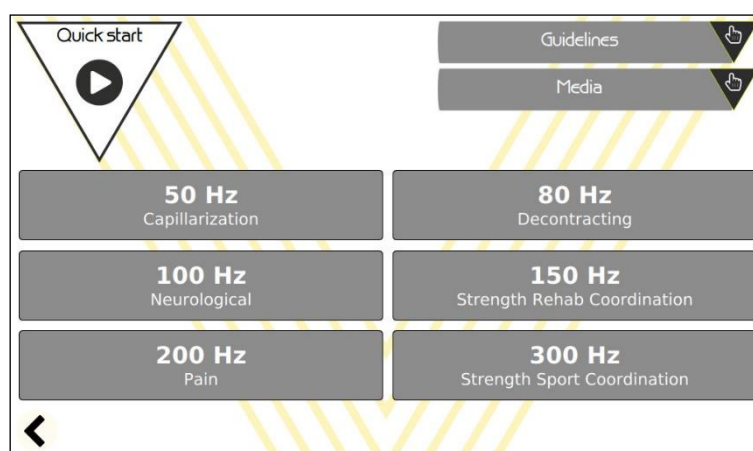 Quick start
Guidelines
Media
50 Hz
Capillarization
80 Hz
Decontracting
100 Hz
Neurological
150 Hz
Strength Rehab Coordination
200 Hz
Pain
300 Hz
Strength Sport Coordination